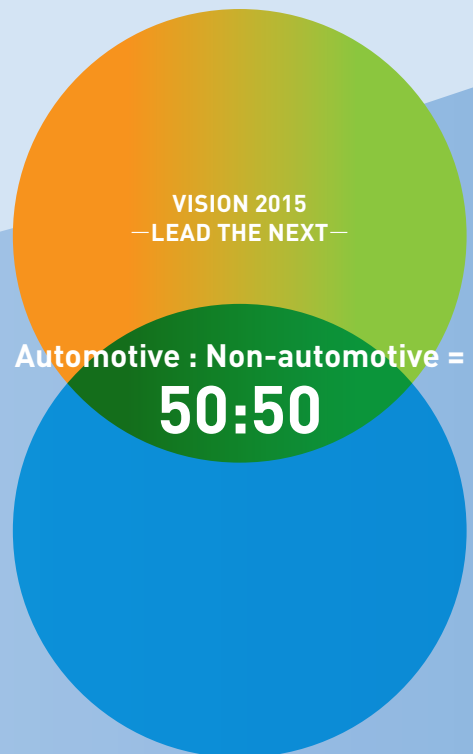 VISION 2015
—LEAD THE NEXT—
Automotive : Non-automotive =
50:50